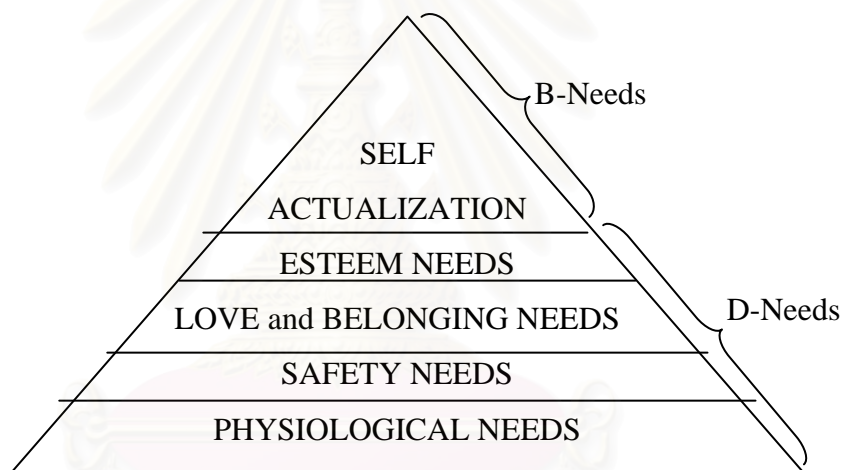 B-Needs
SELF
ACTUALIZATION
ESTEEM NEEDS
LOVE and BELONGING NEEDS
D-Needs
SAFETY NEEDS
PHYSIOLOGICAL NEEDS